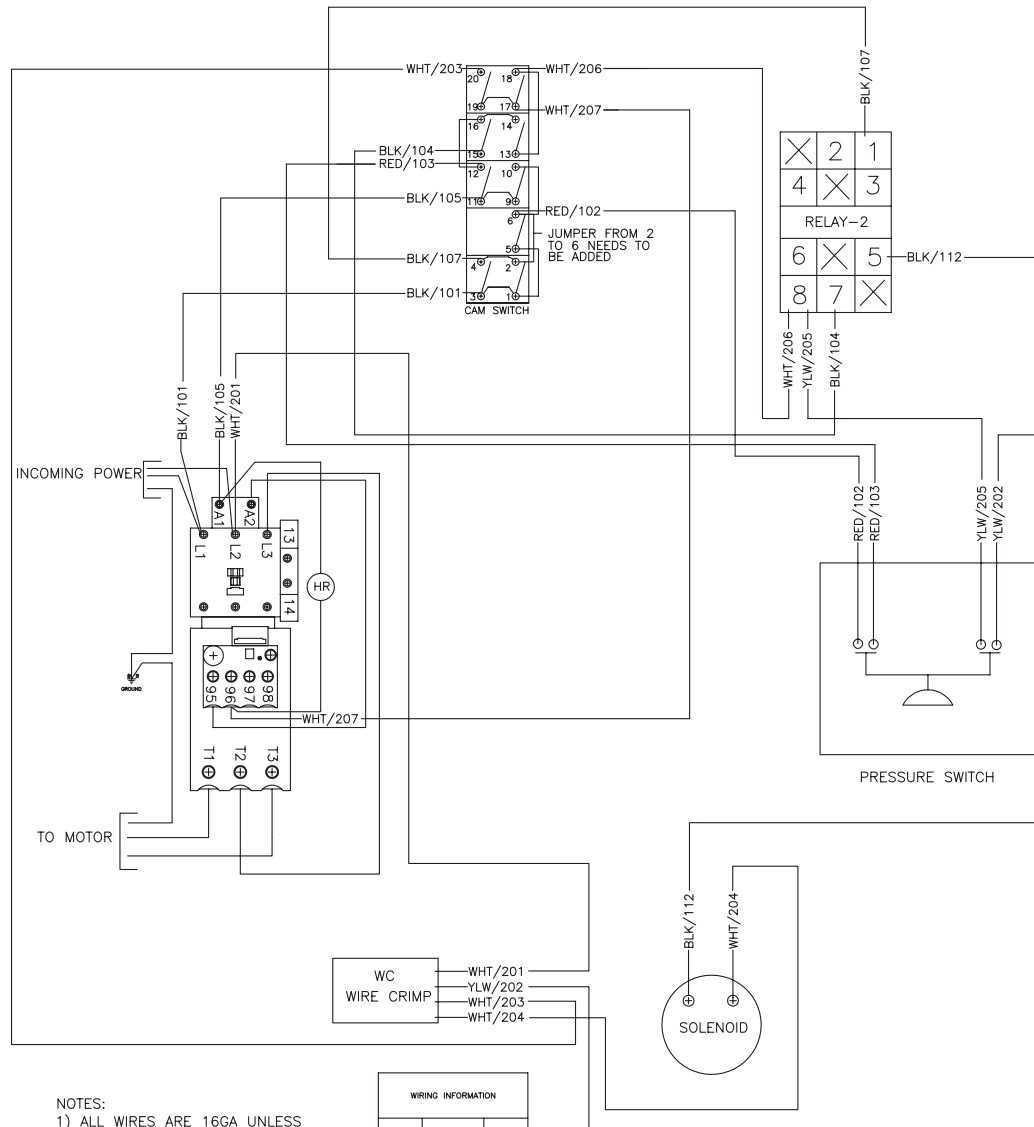 WHT/203
20
18
WHT/206
19
17
WHT/207
16
14
BLK/104
15
13
RED/103
12
10
BLK/105
11
9
RED/102
6
JUMPER FROM 2
TO 6 NEEDS TO
BE ADDED
5
BLK/107
4
2
BLK/101
3
1
CAM SWITCH
BLK/107
2
1
4
3
RELAY-2
6
5
BLK/112
8
7
WHT/206
YLW/205
BLK/104
BLK/101
BLK/105
WHT/201
INCOMING POWER
A1
A2
L1
L2
L3
13
14
HR
RED/102
RED/103
YLW/205
YLW/202
GROUND
95
96
97
98
WHT/207
T1
T2
T3
PRESSURE SWITCH
TO MOTOR
BLK/112
WHT/204
WC
WIRE CRIMP
WHT/201
YLW/202
WHT/203
WHT/204
SOLENOID
WIRING INFORMATION
NOTES:
1) ALL WIRES ARE 16GA UNLESS